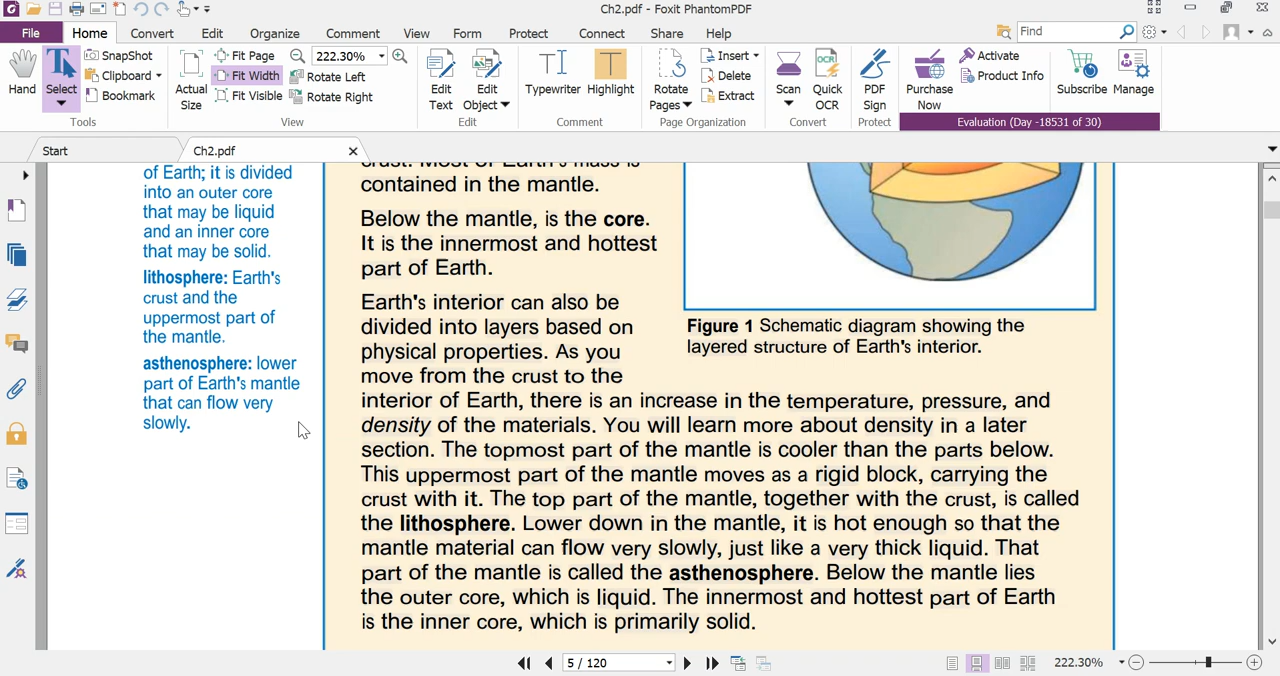 Ch2.pdf - Foxit PhantomPDF
File Home Convert Edit Organize Comment View Form Protect Connect Share Help Find
Hand Select SnapShot Clipboard Bookmark
Tools
Actual Size Fit Page Fit Width Fit Visible 222.30% Rotate Left Rotate Right
View
Edit Text Edit Object
Edit
Typewriter Highlight
Comment
Rotate Pages Insert Delete Extract
Page Organization
Scan Quick OCR
Convert
PDF Sign
Protect
Purchase Now Activate Product Info Subscribe Manage
Evaluation (Day -18531 of 30)
Start Ch2.pdf
of Earth; it is divided
into an outer core
that may be liquid
and an inner core
that may be solid.
lithosphere: Earth's
crust and the
uppermost part of
the mantle.
asthenosphere: lower
part of Earth's mantle
that can flow very
slowly.
crust. Most of Earth's mass is
contained in the mantle.
Below the mantle, is the core.
It is the innermost and hottest
part of Earth.
Earth's interior can also be
divided into layers based on
physical properties. As you
move from the crust to the
interior of Earth, there is an increase in the temperature, pressure, and
density of the materials. You will learn more about density in a later
section. The topmost part of the mantle is cooler than the parts below.
This uppermost part of the mantle moves as a rigid block, carrying the
crust with it. The top part of the mantle, together with the crust, is called
the lithosphere. Lower down in the mantle, it is hot enough so that the
mantle material can flow very slowly, just like a very thick liquid. That
part of the mantle is called the asthenosphere. Below the mantle lies
the outer core, which is liquid. The innermost and hottest part of Earth
is the inner core, which is primarily solid.
Figure 1 Schematic diagram showing the
layered structure of Earth's interior.
5 / 120 222.30%